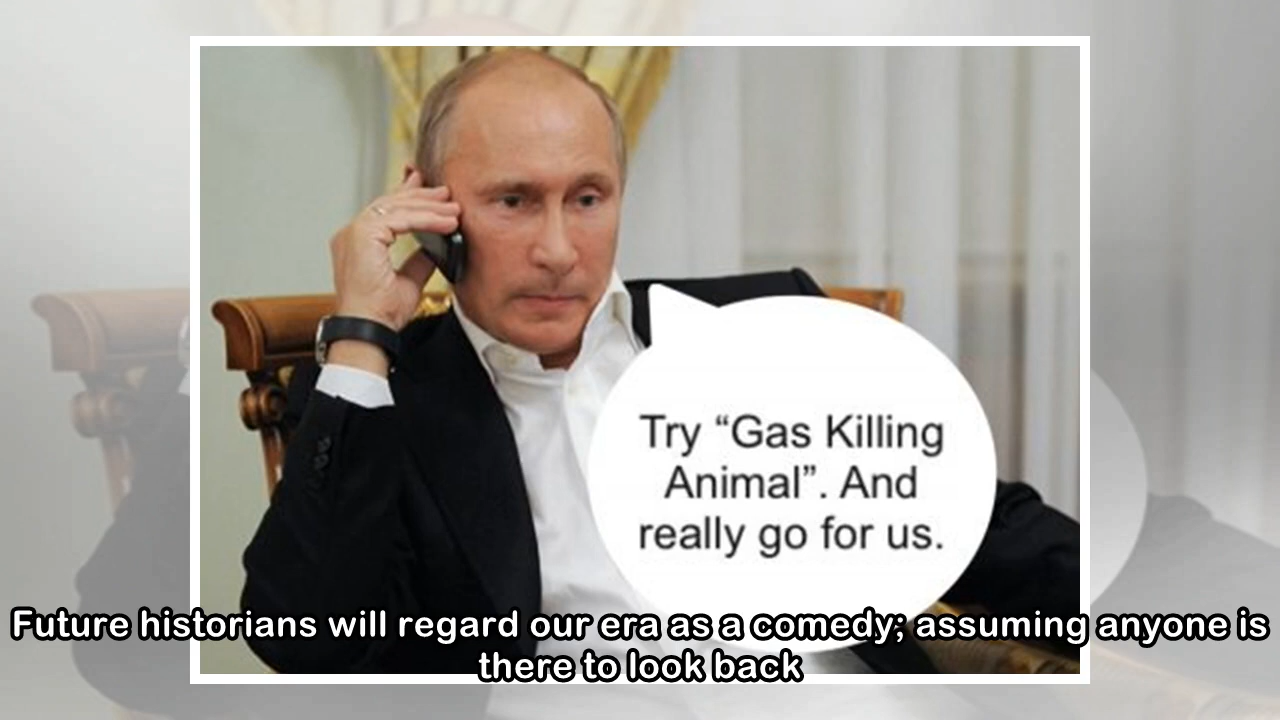 Try “Gas Killing
Animal”. And
really go for us.
Future historians will regard our era as a comedy; assuming anyone is
there to look back